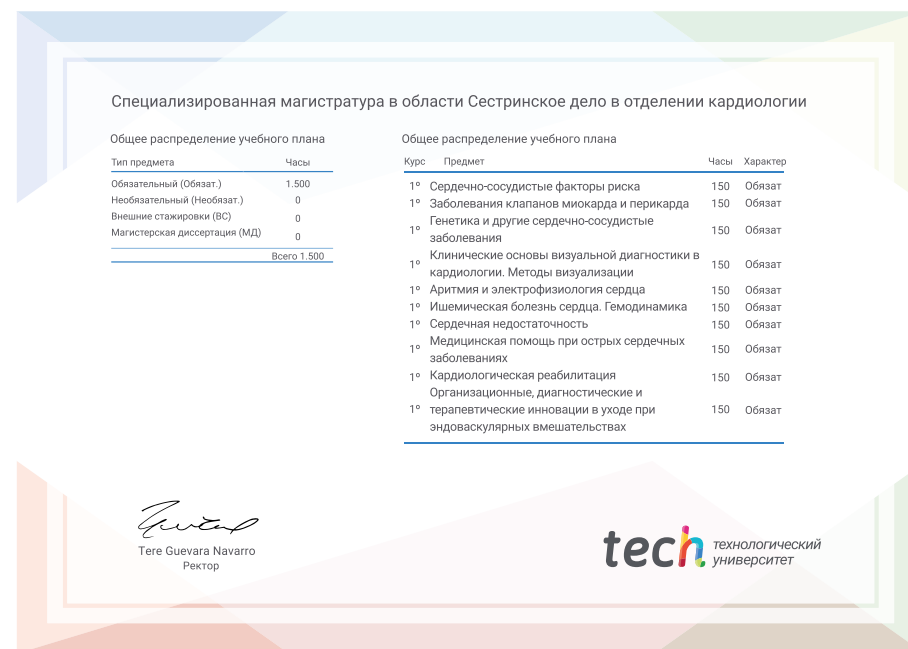 Специализированная магистратура в области Сестринское дело в отделении кардиологии
Общее распределение учебного плана
Тип предмета Часы
Обязательный (Обязат.) 1.500
Необязательный (Необязат.) 0
Внешние стажировки (ВС) 0
Магистерская диссертация (МД) 0
Всего 1.500
Общее распределение учебного плана
Курс Предмет Часы Характер
1º Сердечно-сосудистые факторы риска 150 Обязат
1º Заболевания клапанов миокарда и перикарда 150 Обязат
Генетика и другие сердечно-сосудистые
1º заболевания 150 Обязат
Клинические основы визуальной диагностики в
1º кардиологии. Методы визуализации 150 Обязат
1º Аритмия и электрофизиология сердца 150 Обязат
1º Ишемическая болезнь сердца. Гемодинамика 150 Обязат
1º Сердечная недостаточность 150 Обязат
Медицинская помощь при острых сердечных
1º заболеваниях 150 Обязат
1º Кардиологическая реабилитация 150 Обязат
Организационные, диагностические и
1º терапевтические инновации в уходе при 150 Обязат
эндоваскулярных вмешательствах
Tere Guevara Navarro
Ректор
tech технологический
университет